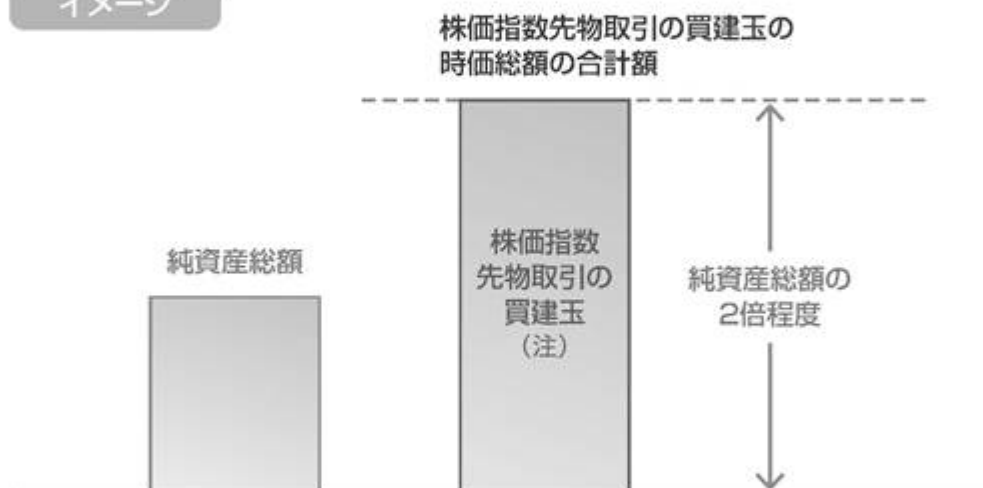 イメージ
株価指数先物取引の買建玉の
時価総額の合計額
純資産総額
株価指数
先物取引の
買建玉
（注）
純資産総額の
2倍程度